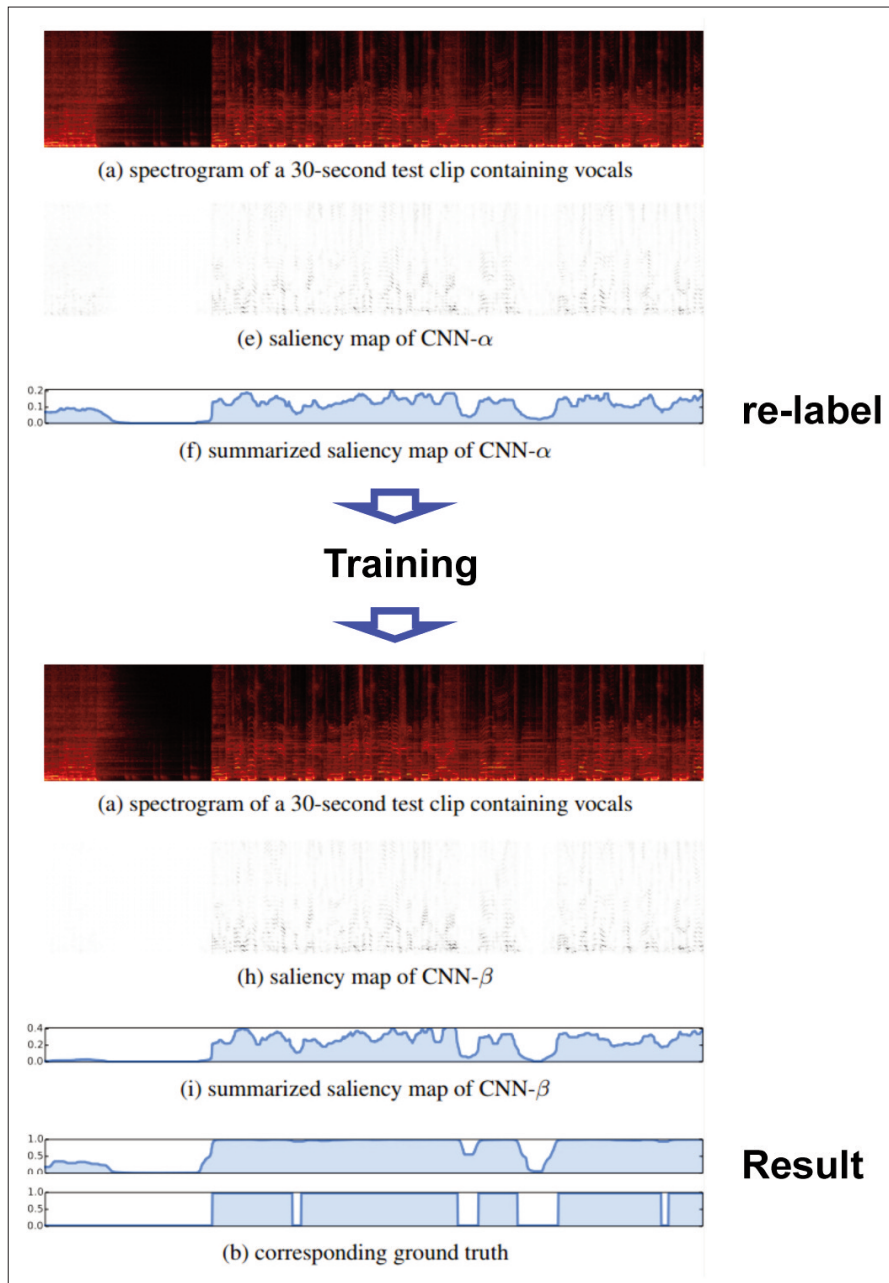 (a) spectrogram of a 30-second test clip containing vocals
(e) saliency map of CNN-α
0.2
0.1
0.0
re-label
(f) summarized saliency map of CNN-α
Training
(a) spectrogram of a 30-second test clip containing vocals
(h) saliency map of CNN-β
0.4
0.2
0.0
(i) summarized saliency map of CNN-β
1.0
0.5
0.0
Result
1.0
0.5
0.0
(b) corresponding ground truth